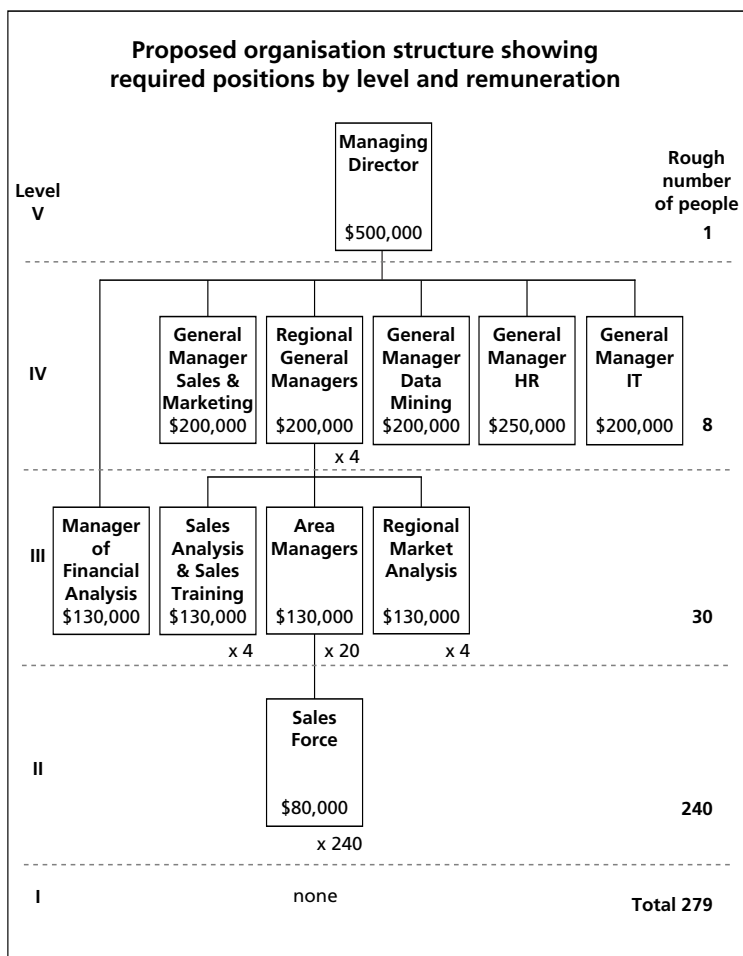 Proposed organisation structure showing
required positions by level and remuneration
Managing
Director
$500,000
Level
V
Rough
number
of people
1
IV
General
Manager
Sales &
Marketing
$200,000
Regional
General
Managers
$200,000
x 4
General
Manager
Data
Mining
$200,000
General
Manager
HR
$250,000
General
Manager
IT
$200,000
8
III
Manager
of
Financial
Analysis
$130,000
Sales
Analysis
& Sales
Training
$130,000
x 4
Area
Managers
$130,000
x 20
Regional
Market
Analysis
$130,000
x 4
30
II
Sales
Force
$80,000
x 240
240
I
none
Total 279